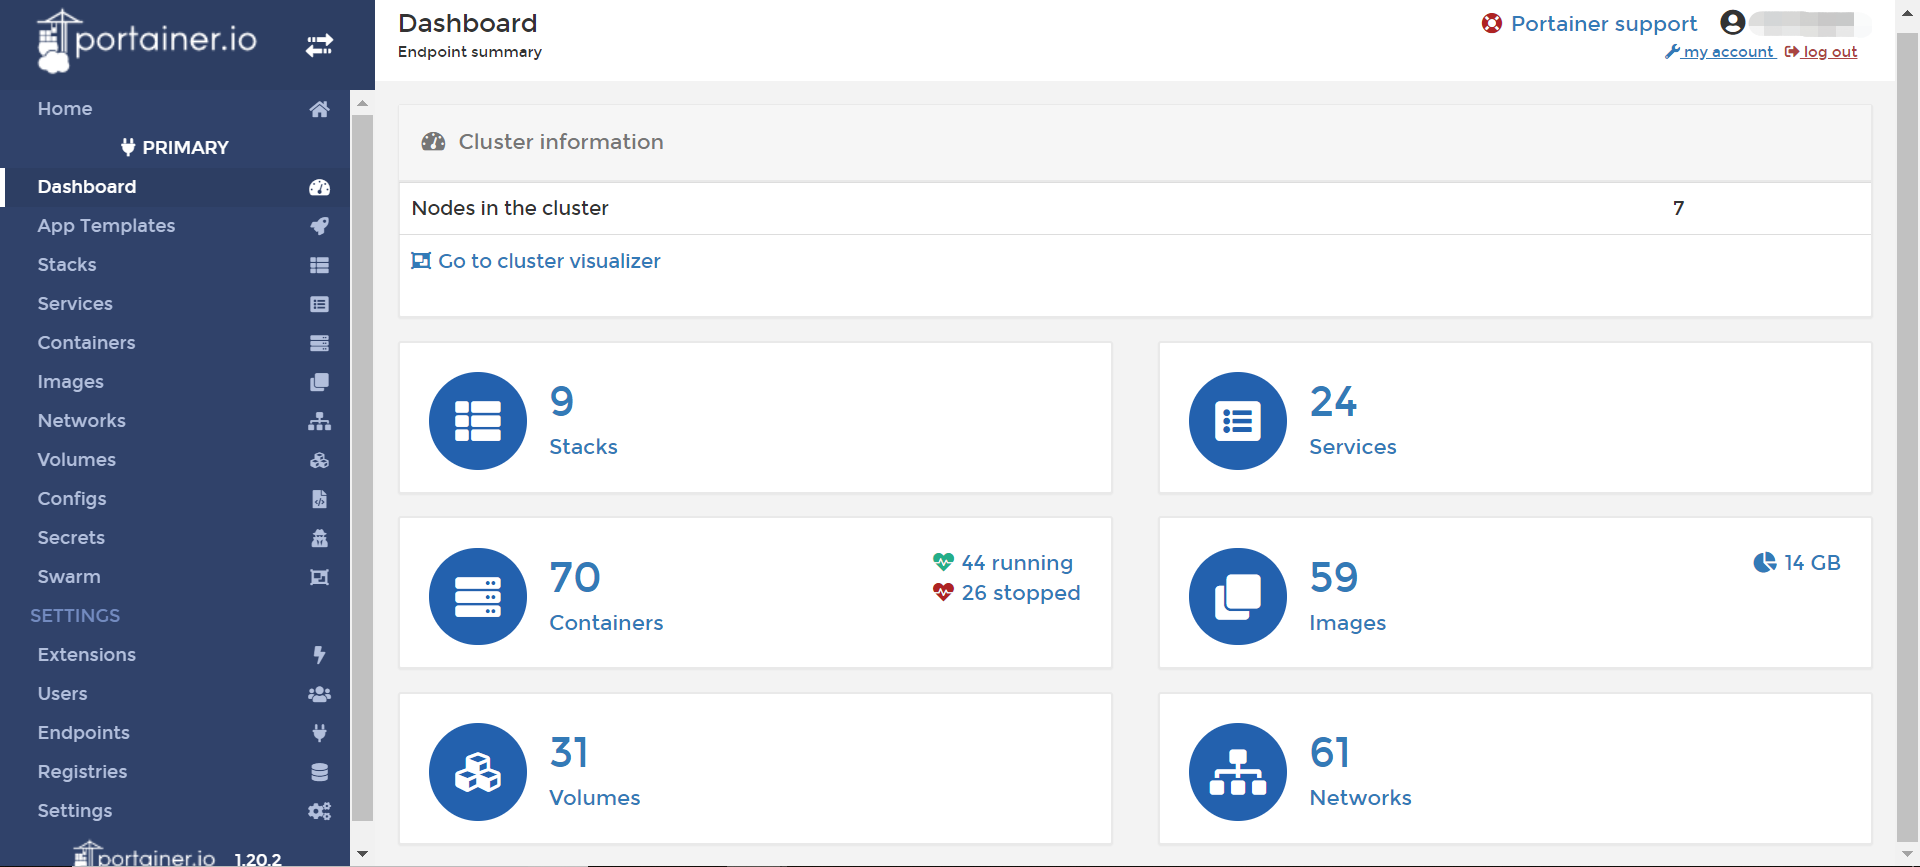 portainer.io
Home
PRIMARY
Dashboard
App Templates
Stacks
Services
Containers
Images
Networks
Volumes
Configs
Secrets
Swarm
SETTINGS
Extensions
Users
Endpoints
Registries
Settings
portainer.io 1.20.2
Dashboard
Endpoint summary
Portainer support
my account log out
Cluster information
Nodes in the cluster 7
Go to cluster visualizer
9
Stacks
24
Services
70
Containers
44 running
26 stopped
59
Images
14 GB
31
Volumes
61
Networks